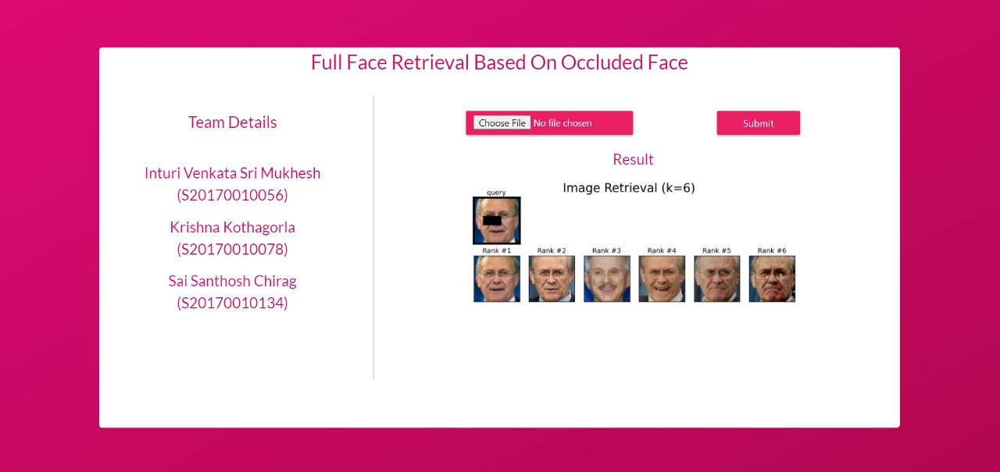 Full Face Retrieval Based On Occluded Face
Team Details
Inturi Venkata Sri Mukhesh
(S20170010056)
Krishna Kothagorla
(S20170010078)
Sai Santhosh Chirag
(S20170010134)
Choose File No file chosen
Submit
Result
Image Retrieval (k=6)
query
Rank #1 Rank #2 Rank #3 Rank #4 Rank #5 Rank #6